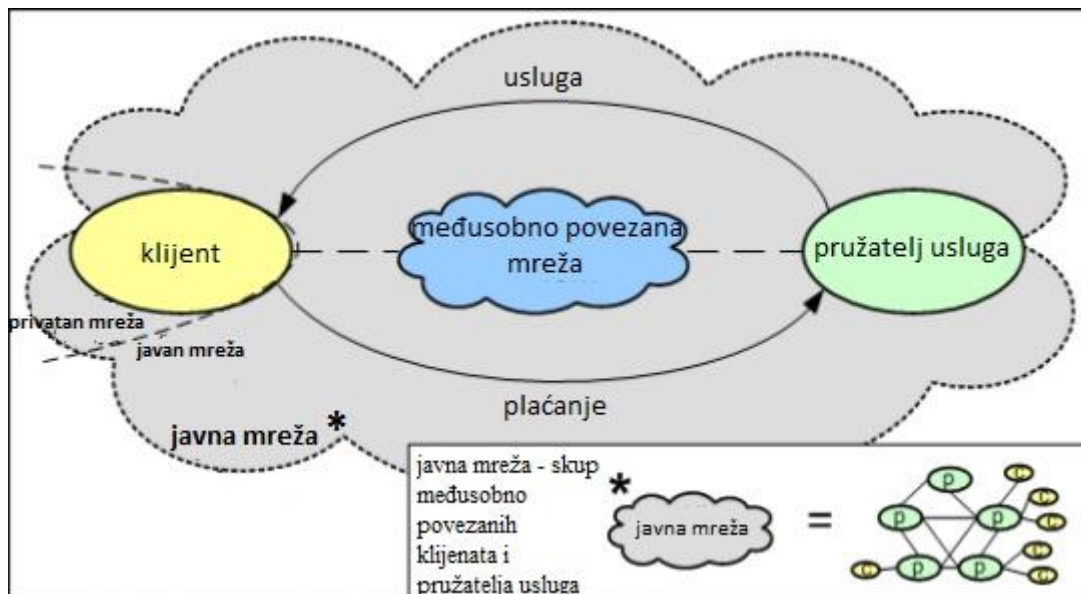 usluga
klijent
međusobno povezana
mreža
pružatelj usluga
privatan mreža
javan mreža
plaćanje
javna mreža *
javna mreža - skup
međusobno
povezanih
klijenata i
pružatelja usluga
*
javna mreža
=
p
p
p
p
p
c
c
c
c
c
c